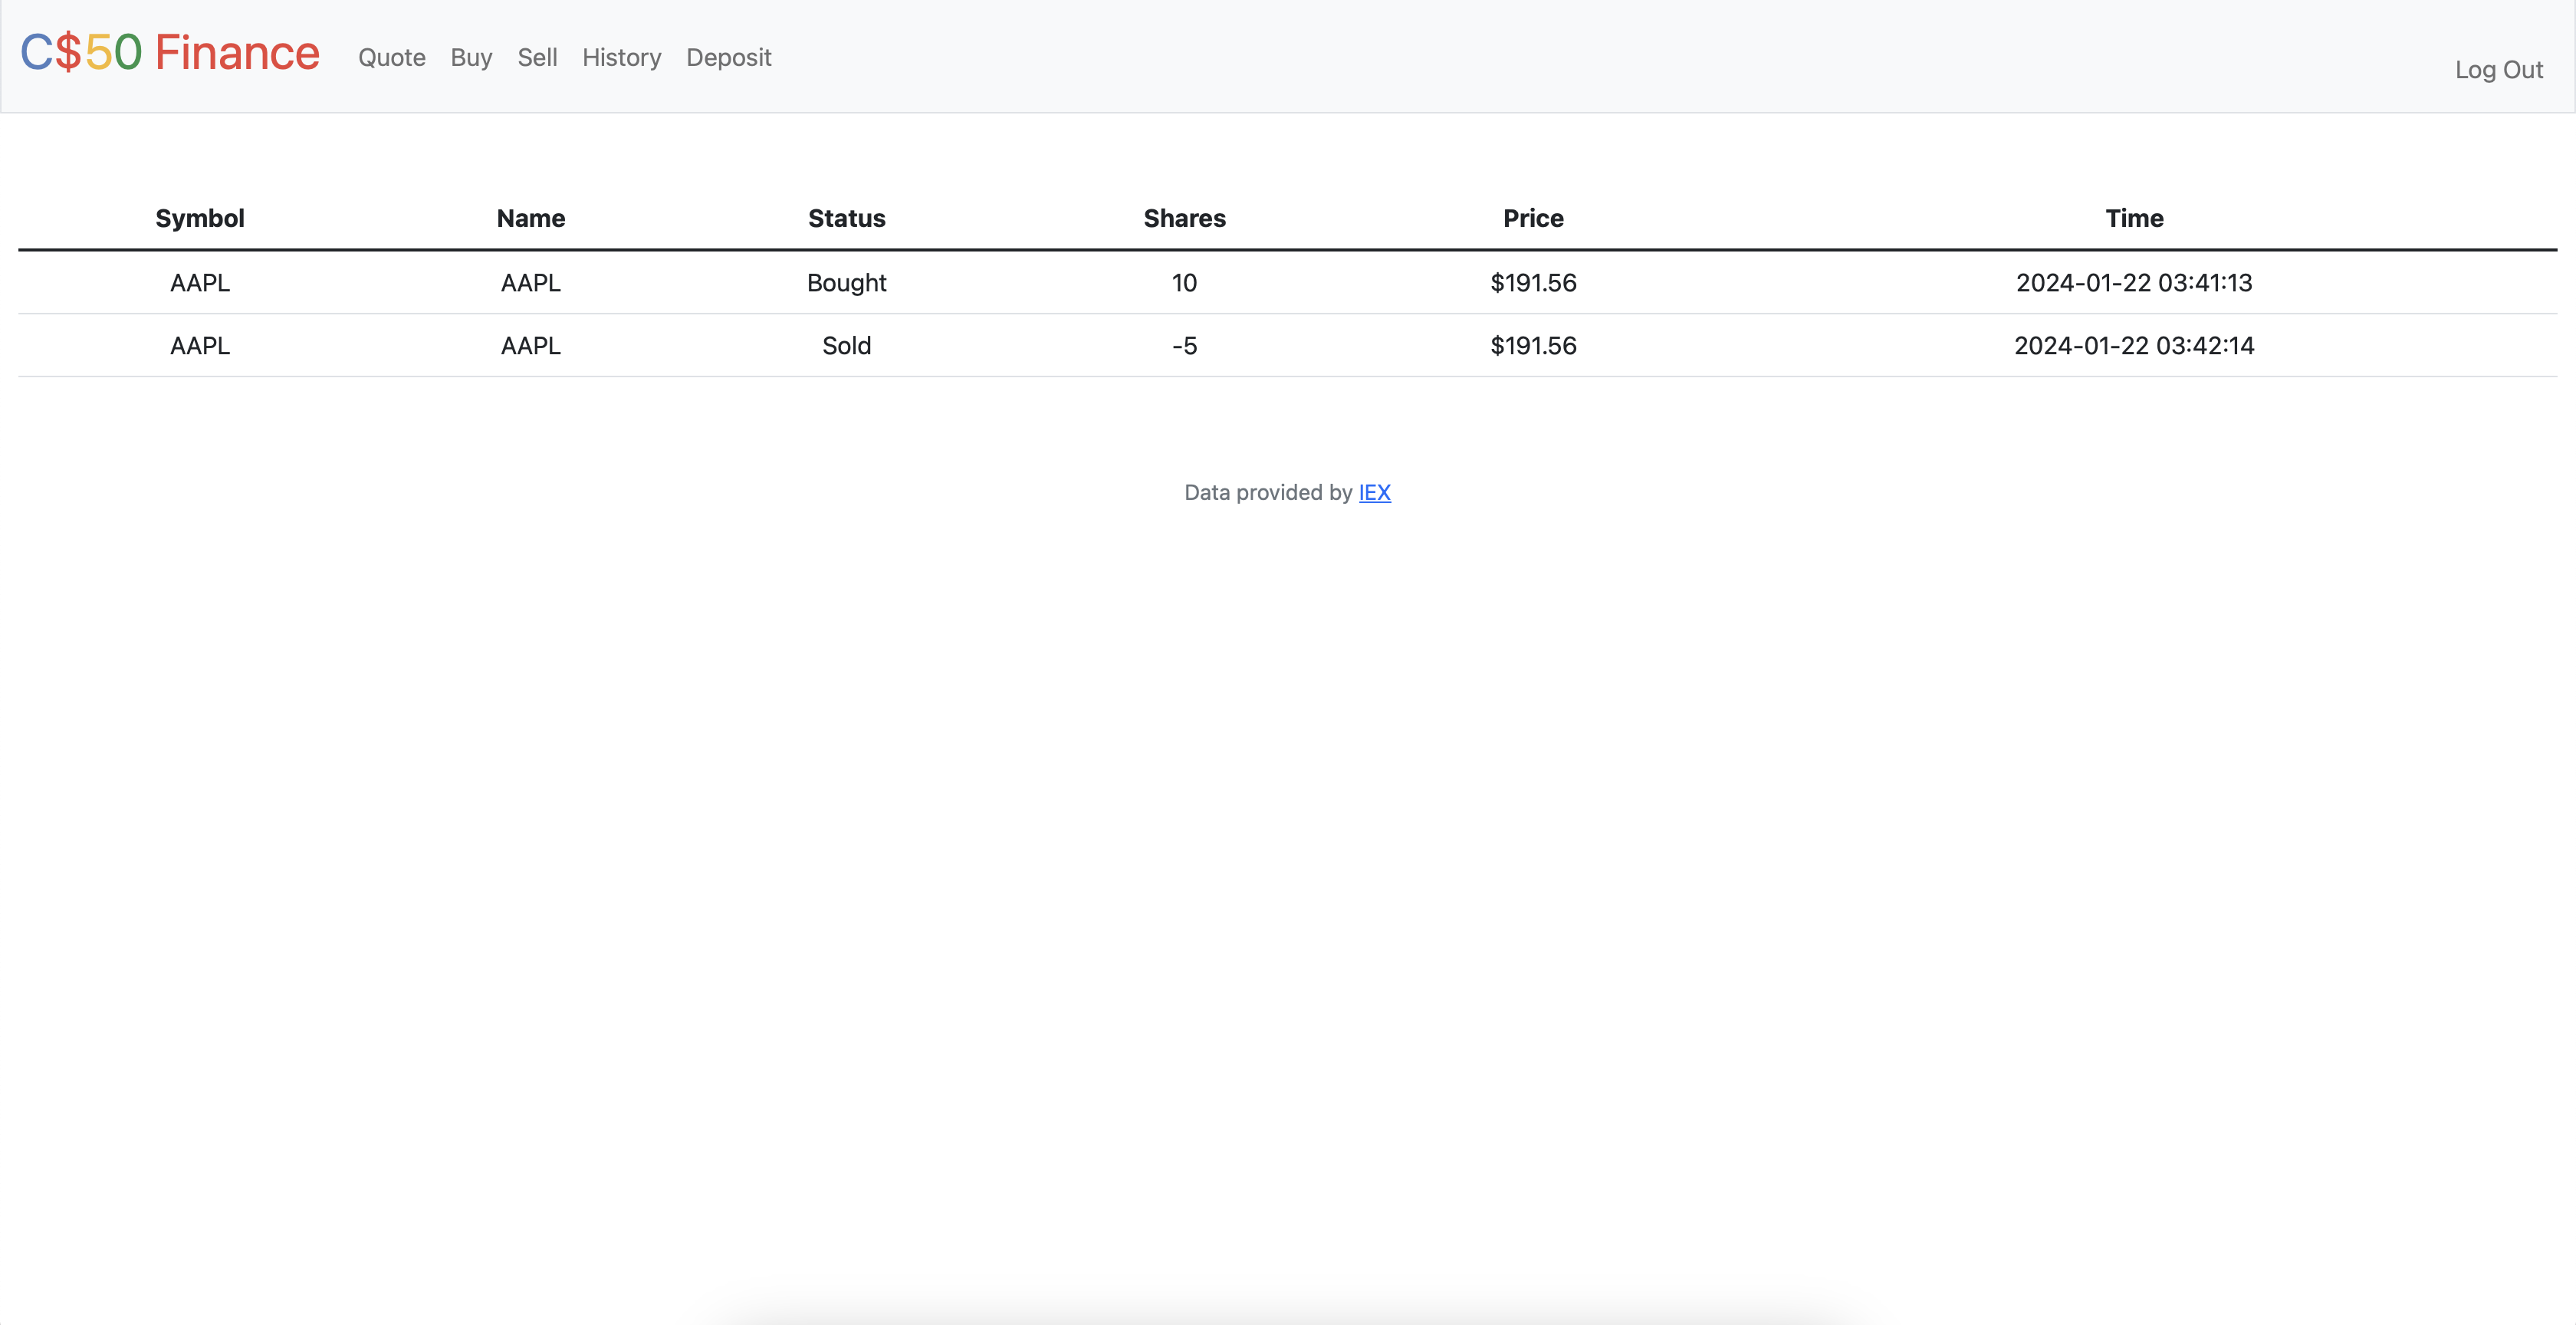 C$50 Finance Quote Buy Sell History Deposit Log Out
Symbol Name Status Shares Price Time
AAPL AAPL Bought 10 $191.56 2024-01-22 03:41:13
AAPL AAPL Sold -5 $191.56 2024-01-22 03:42:14
Data provided by IEX